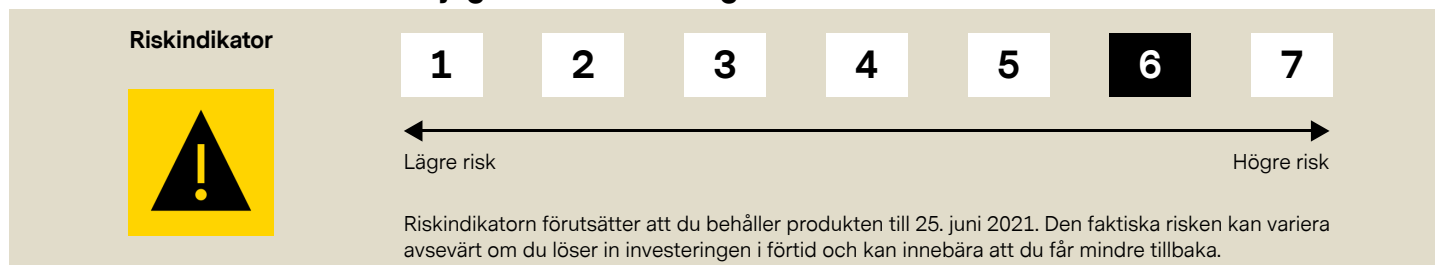 Riskindikator
1 2 3 4 5 6 7
!
Lägre risk Högre risk
Riskindikatorn förutsätter att du behåller produkten till 25. juni 2021. Den faktiska risken kan variera
avsevärt om du löser in investeringen i förtid och kan innebära att du får mindre tillbaka.